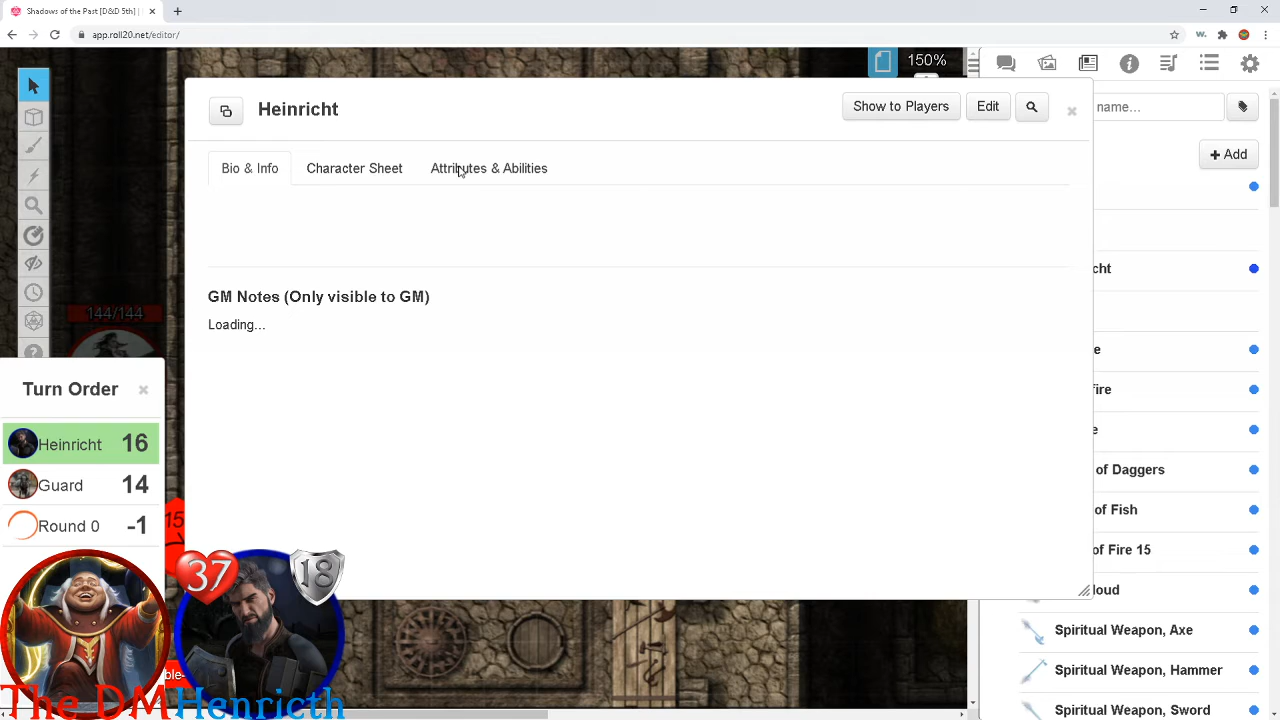 Shadows of the Past [D&D 5th]
app.roll20.net/editor/
150%
Heinricht
Show to Players
Edit
name...
Bio & Info
Character Sheet
Attributes & Abilities
Add
cht
GM Notes (Only visible to GM)
Loading...
144/144
e
fire
e
of Daggers
of Fish
of Fire 15
loud
Spiritual Weapon, Axe
Spiritual Weapon, Hammer
Spiritual Weapon, Sword
Turn Order
Heinricht 16
Guard 14
Round 0 -1
15
37
18
ble-
The DM
Henricth